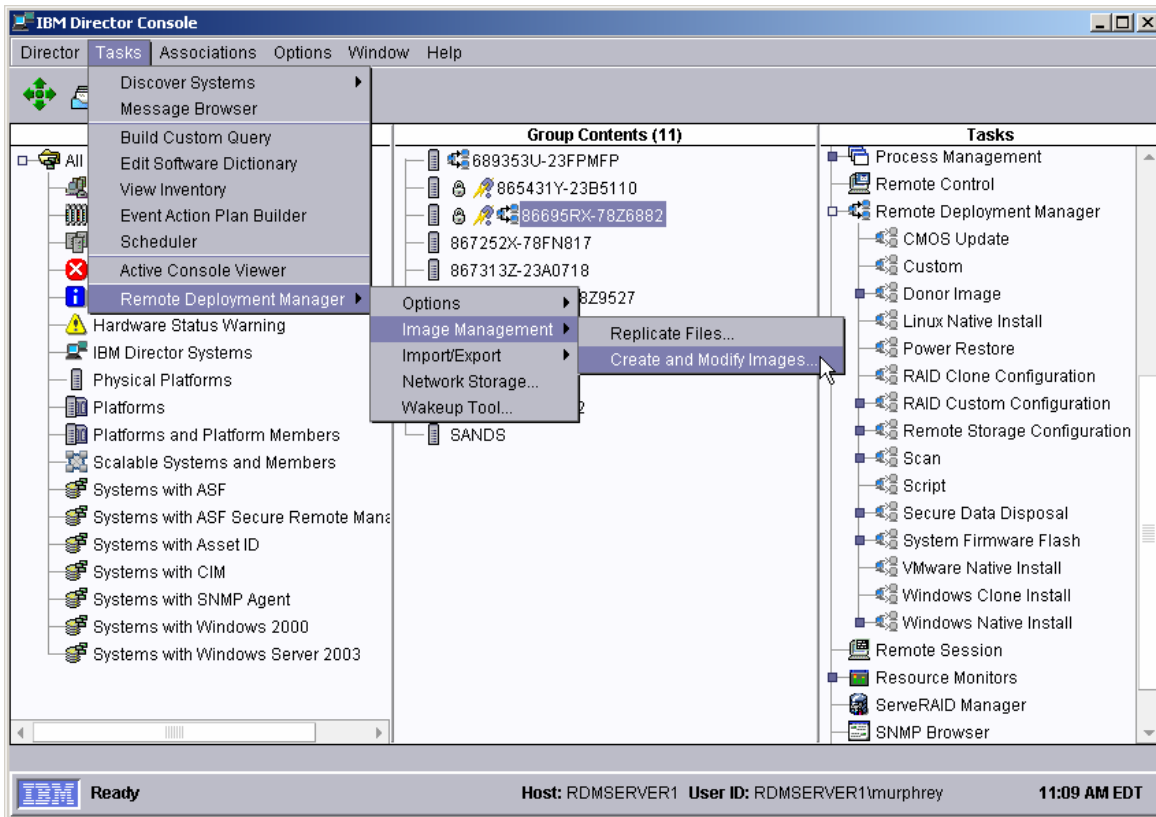 IBM Director Console
Director Tasks Associations Options Window Help
Discover Systems
Message Browser
Build Custom Query
Edit Software Dictionary
View Inventory
Event Action Plan Builder
Scheduler
Active Console Viewer
Remote Deployment Manager
Options
Image Management
Import/Export
Network Storage...
Wakeup Tool...
Replicate Files...
Create and Modify Images...
All
Hardware Status Warning
IBM Director Systems
Physical Platforms
Platforms
Platforms and Platform Members
Scalable Systems and Members
Systems with ASF
Systems with ASF Secure Remote Mana
Systems with Asset ID
Systems with CIM
Systems with SNMP Agent
Systems with Windows 2000
Systems with Windows Server 2003
Group Contents (11)
689353U-23FPMFP
865431Y-23B5110
86695RX-78Z6882
867252X-78FN817
867313Z-23A0718
8Z9527
2
SANDS
Tasks
Process Management
Remote Control
Remote Deployment Manager
CMOS Update
Custom
Donor Image
Linux Native Install
Power Restore
RAID Clone Configuration
RAID Custom Configuration
Remote Storage Configuration
Scan
Script
Secure Data Disposal
System Firmware Flash
VMware Native Install
Windows Clone Install
Windows Native Install
Remote Session
Resource Monitors
ServeRAID Manager
SNMP Browser
IBM Ready
Host: RDMSERVER1 User ID: RDMSERVER1\murphrey
11:09 AM EDT